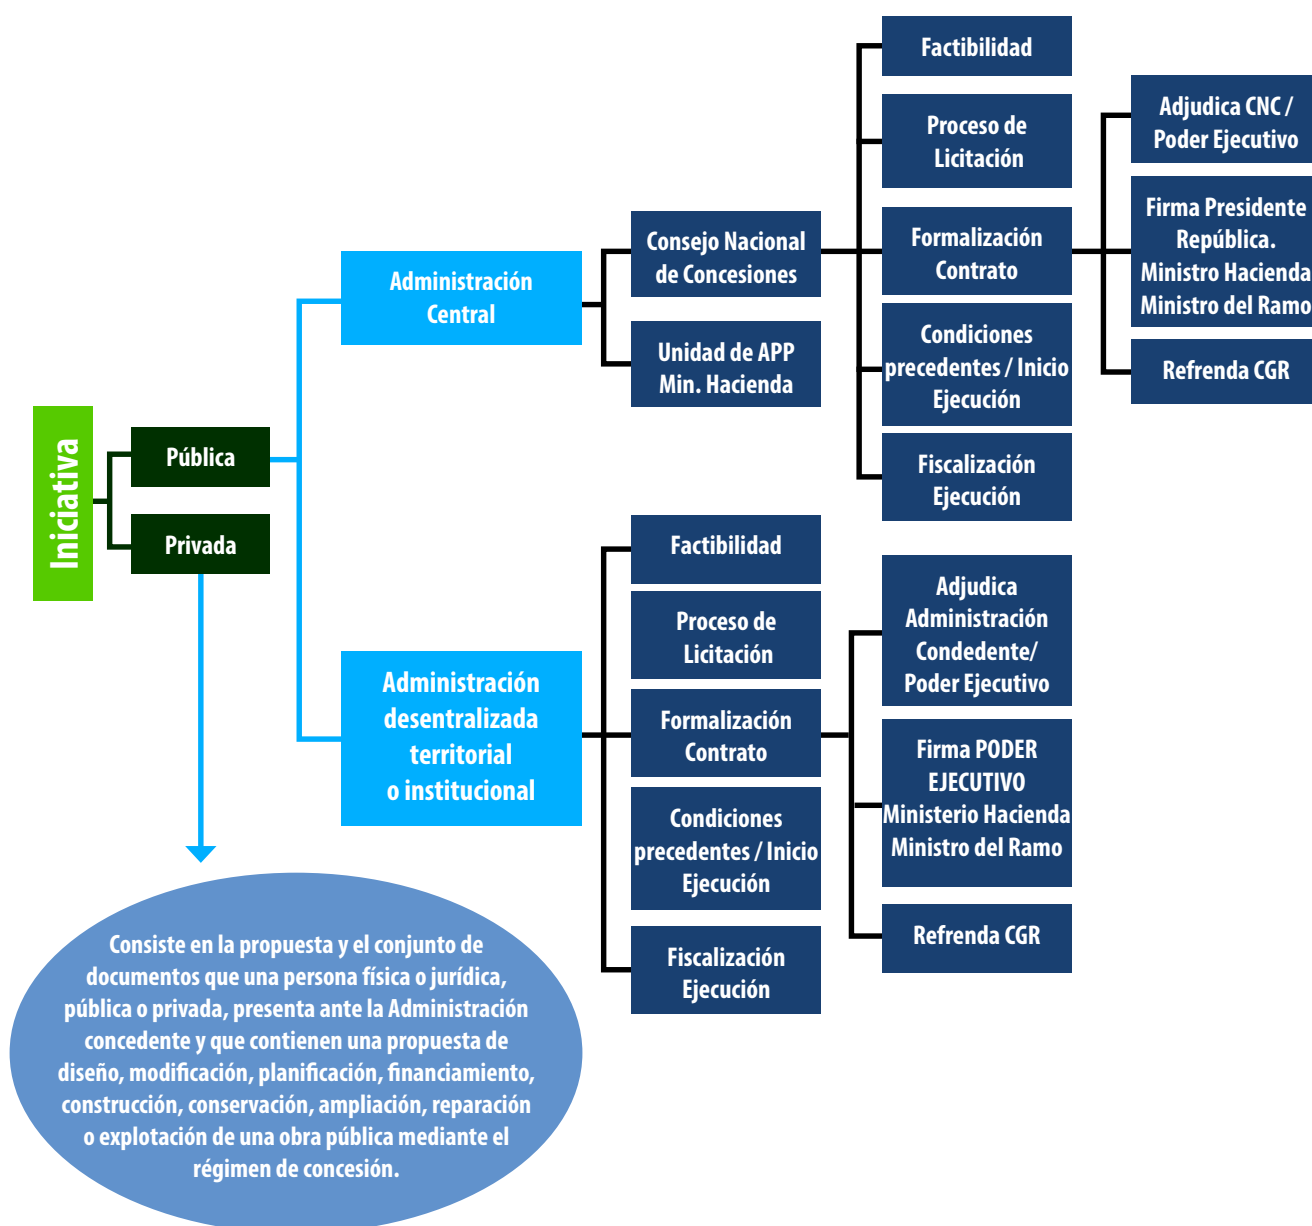 Iniciativa
Pública
Privada
Administración
Central
Administración
desentralizada
territorial
o institucional
Consejo Nacional
de Concesiones
Unidad de APP
Min. Hacienda
Factibilidad
Proceso de
Licitación
Formalización
Contrato
Condiciones
precedentes / Inicio
Ejecución
Fiscalización
Ejecución
Adjudica CNC /
Poder Ejecutivo
Firma Presidente
República.
Ministro Hacienda
Ministro del Ramo
Refrenda CGR
Factibilidad
Proceso de
Licitación
Formalización
Contrato
Condiciones
precedentes / Inicio
Ejecución
Fiscalización
Ejecución
Adjudica
Administración
Condedente/
Poder Ejecutivo
Firma PODER
EJECUTIVO
Ministerio Hacienda
Ministro del Ramo
Refrenda CGR
Consiste en la propuesta y el conjunto de
documentos que una persona física o jurídica,
pública o privada, presenta ante la Administración
concedente y que contienen una propuesta de
diseño, modificación, planificación, financiamiento,
construcción, conservación, ampliación, reparación
o explotación de una obra pública mediante el
régimen de concesión.